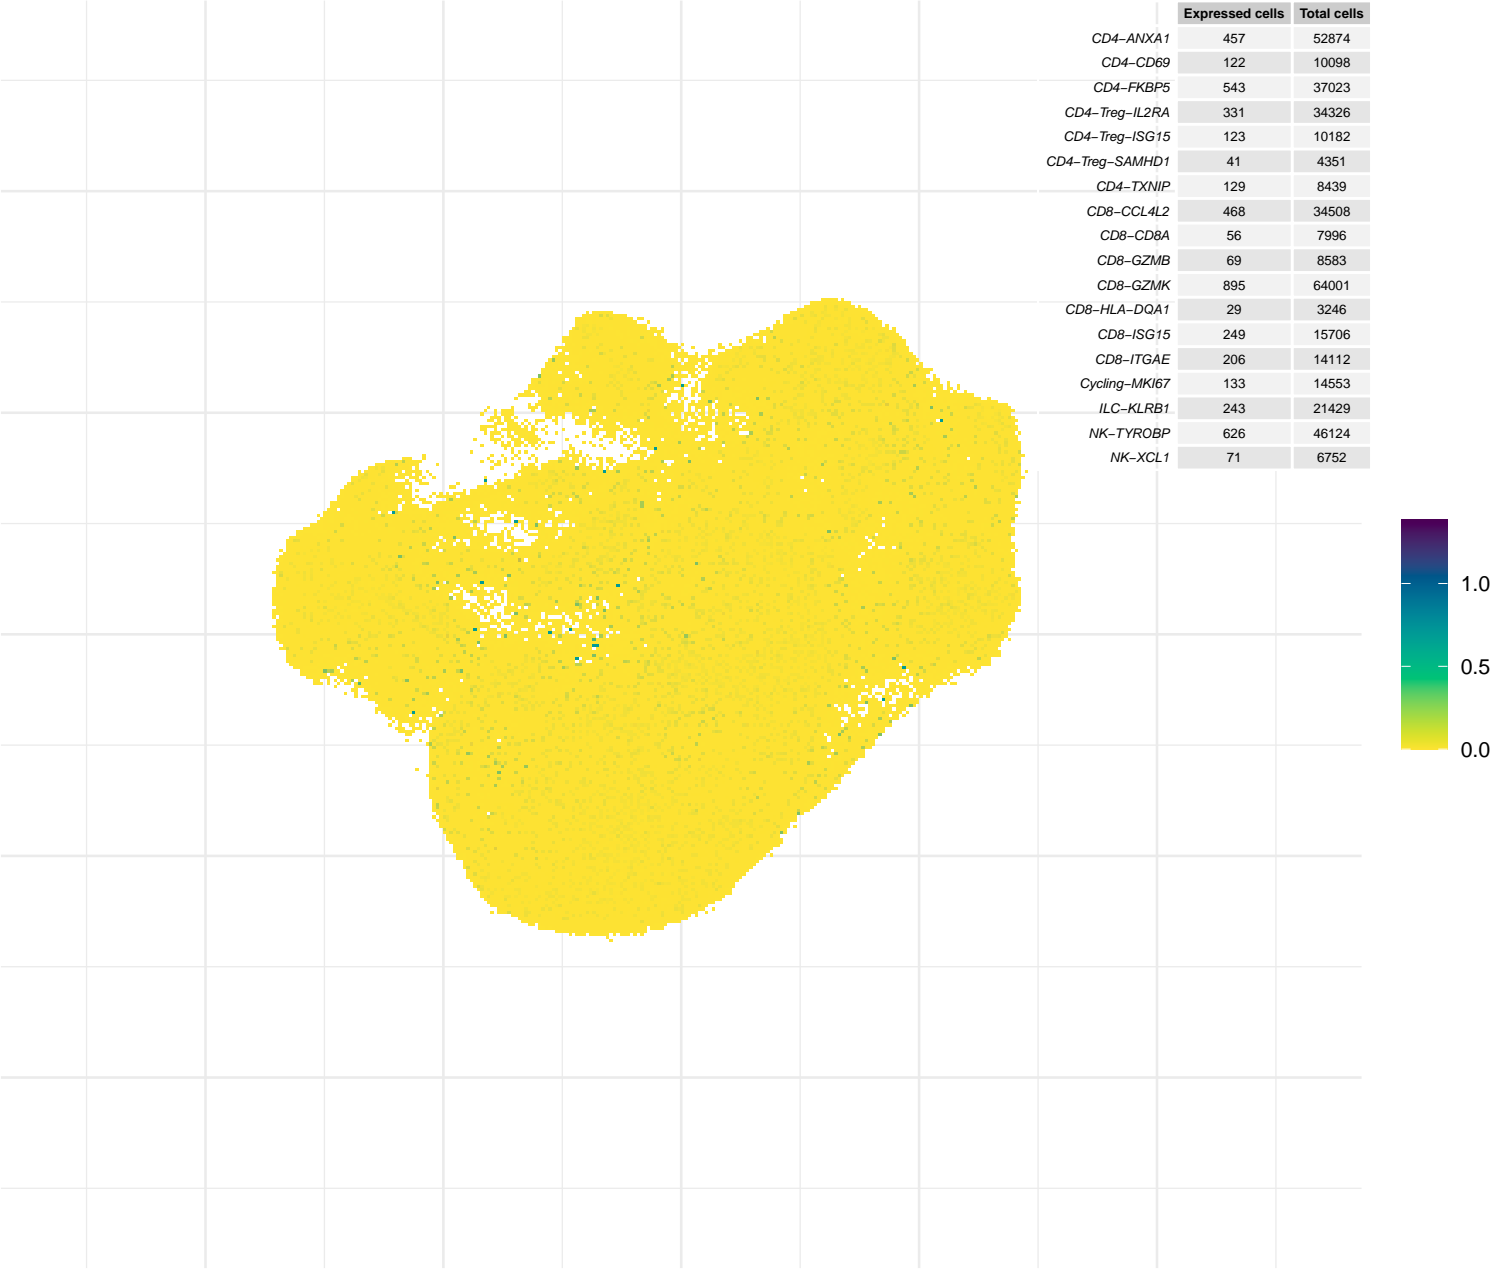 Expressed cells Total cells
CD4−ANXA1 457 52874
CD4−CD69 122 10098
CD4−FKBP5 543 37023
CD4−Treg−IL2RA 331 34326
CD4−Treg−ISG15 123 10182
CD4−Treg−SAMHD1 41 4351
CD4−TXNIP 129 8439
CD8−CCL4L2 468 34508
CD8−CD8A 56 7996
CD8−GZMB 69 8583
CD8−GZMK 895 64001
CD8−HLA−DQA1 29 3246
CD8−ISG15 249 15706
CD8−ITGAE 206 14112
Cycling−MKI67 133 14553
ILC−KLRB1 243 21429
NK−TYROBP 626 46124
NK−XCL1 71 6752
1.0
0.5
0.0